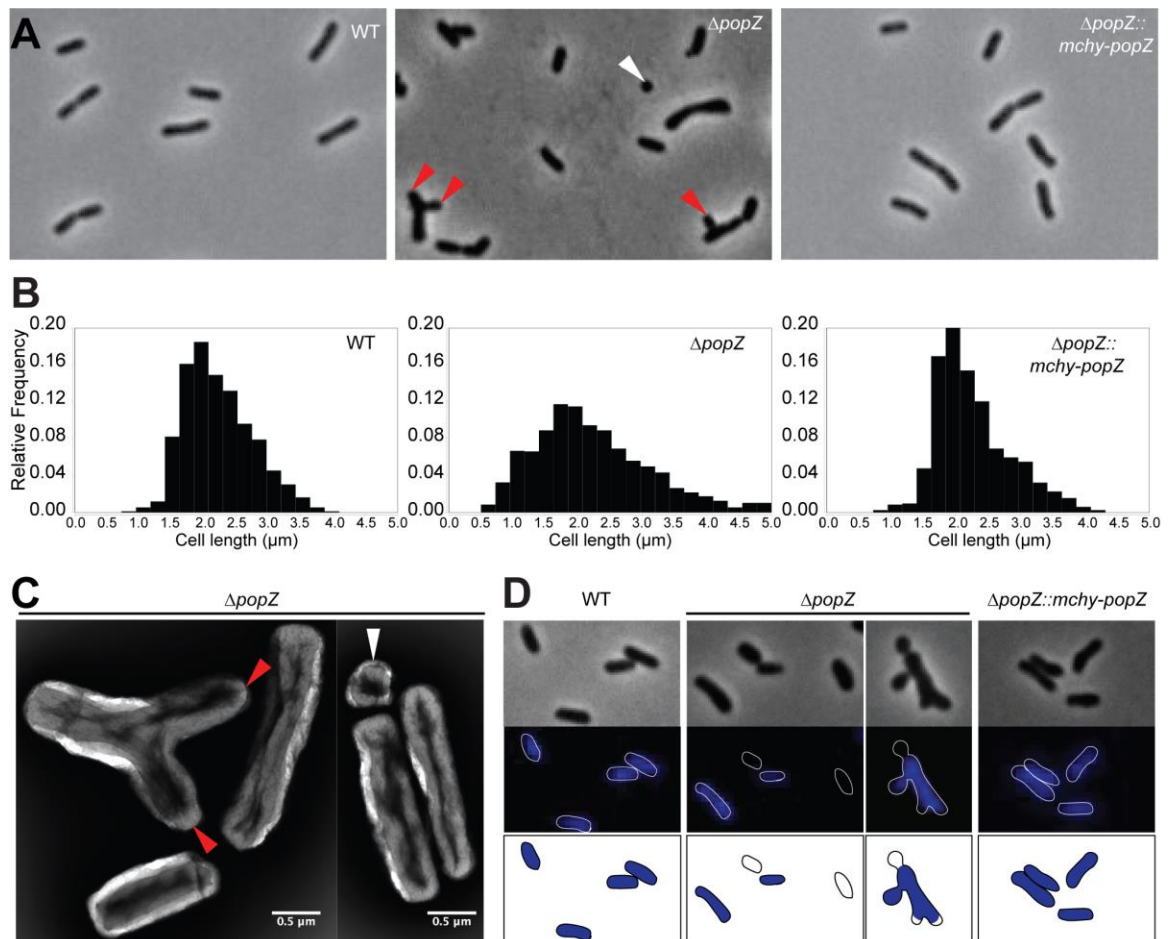 A
WT
ΔpopZ
ΔpopZ::
mchy-popZ
B
Relative Frequency
0.20
0.16
0.12
0.08
0.04
0.00
WT
0.0 0.5 1.0 1.5 2.0 2.5 3.0 3.5 4.0 4.5 5.0
Cell length (µm)
0.20
0.16
0.12
0.08
0.04
0.00
ΔpopZ
0.0 0.5 1.0 1.5 2.0 2.5 3.0 3.5 4.0 4.5 5.0
Cell length (µm)
0.20
0.16
0.12
0.08
0.04
0.00
ΔpopZ::
mchy-popZ
0.0 0.5 1.0 1.5 2.0 2.5 3.0 3.5 4.0 4.5 5.0
Cell length (µm)
C
ΔpopZ
0.5 µm
0.5 µm
D
WT
ΔpopZ
ΔpopZ::mchy-popZ